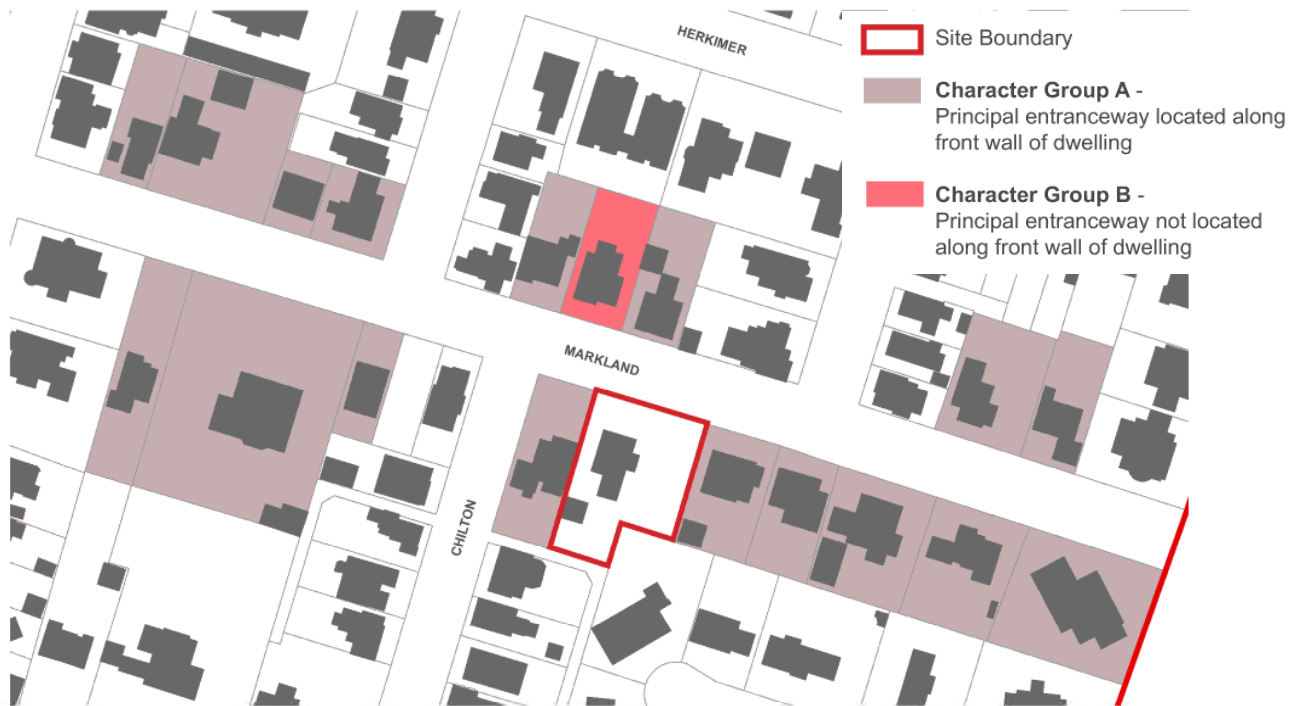 HERKIMER
Site Boundary
Character Group A -
Principal entranceway located along
front wall of dwelling
Character Group B -
Principal entranceway not located
along front wall of dwelling
MARKLAND
CHILTON